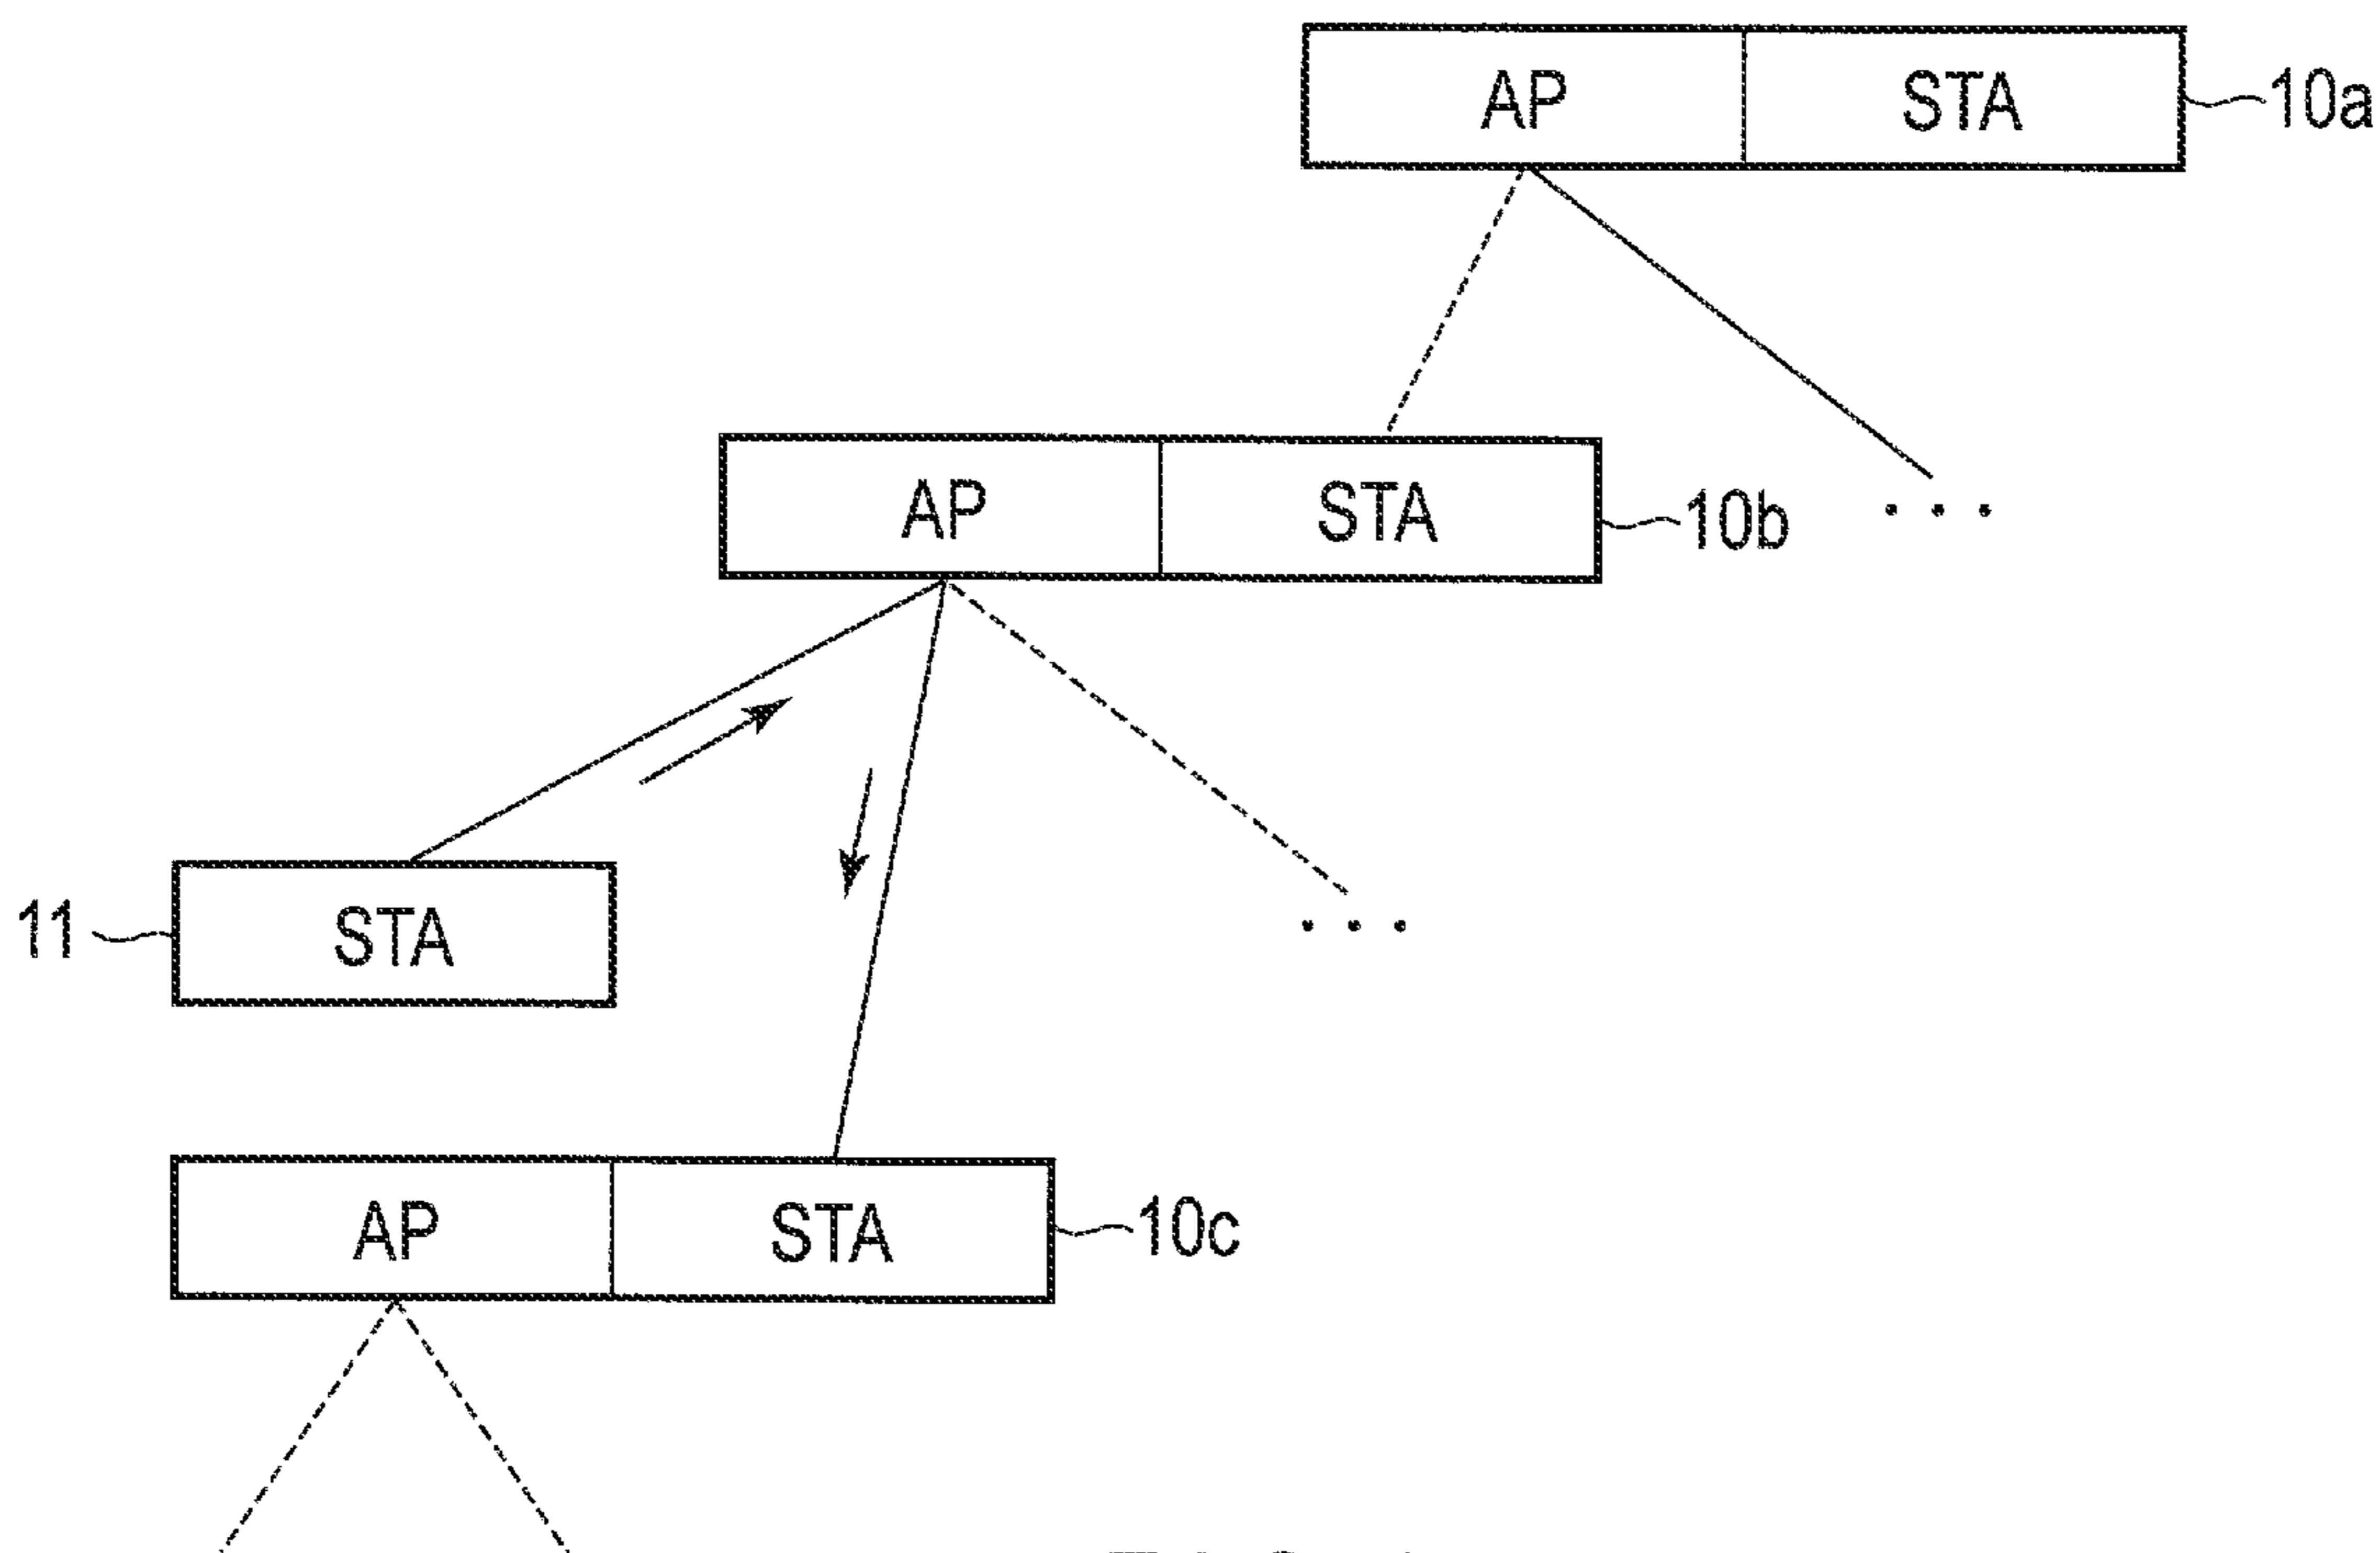 AP STA 10a
AP STA 10b
. . .
11 STA
. . .
AP STA 10c